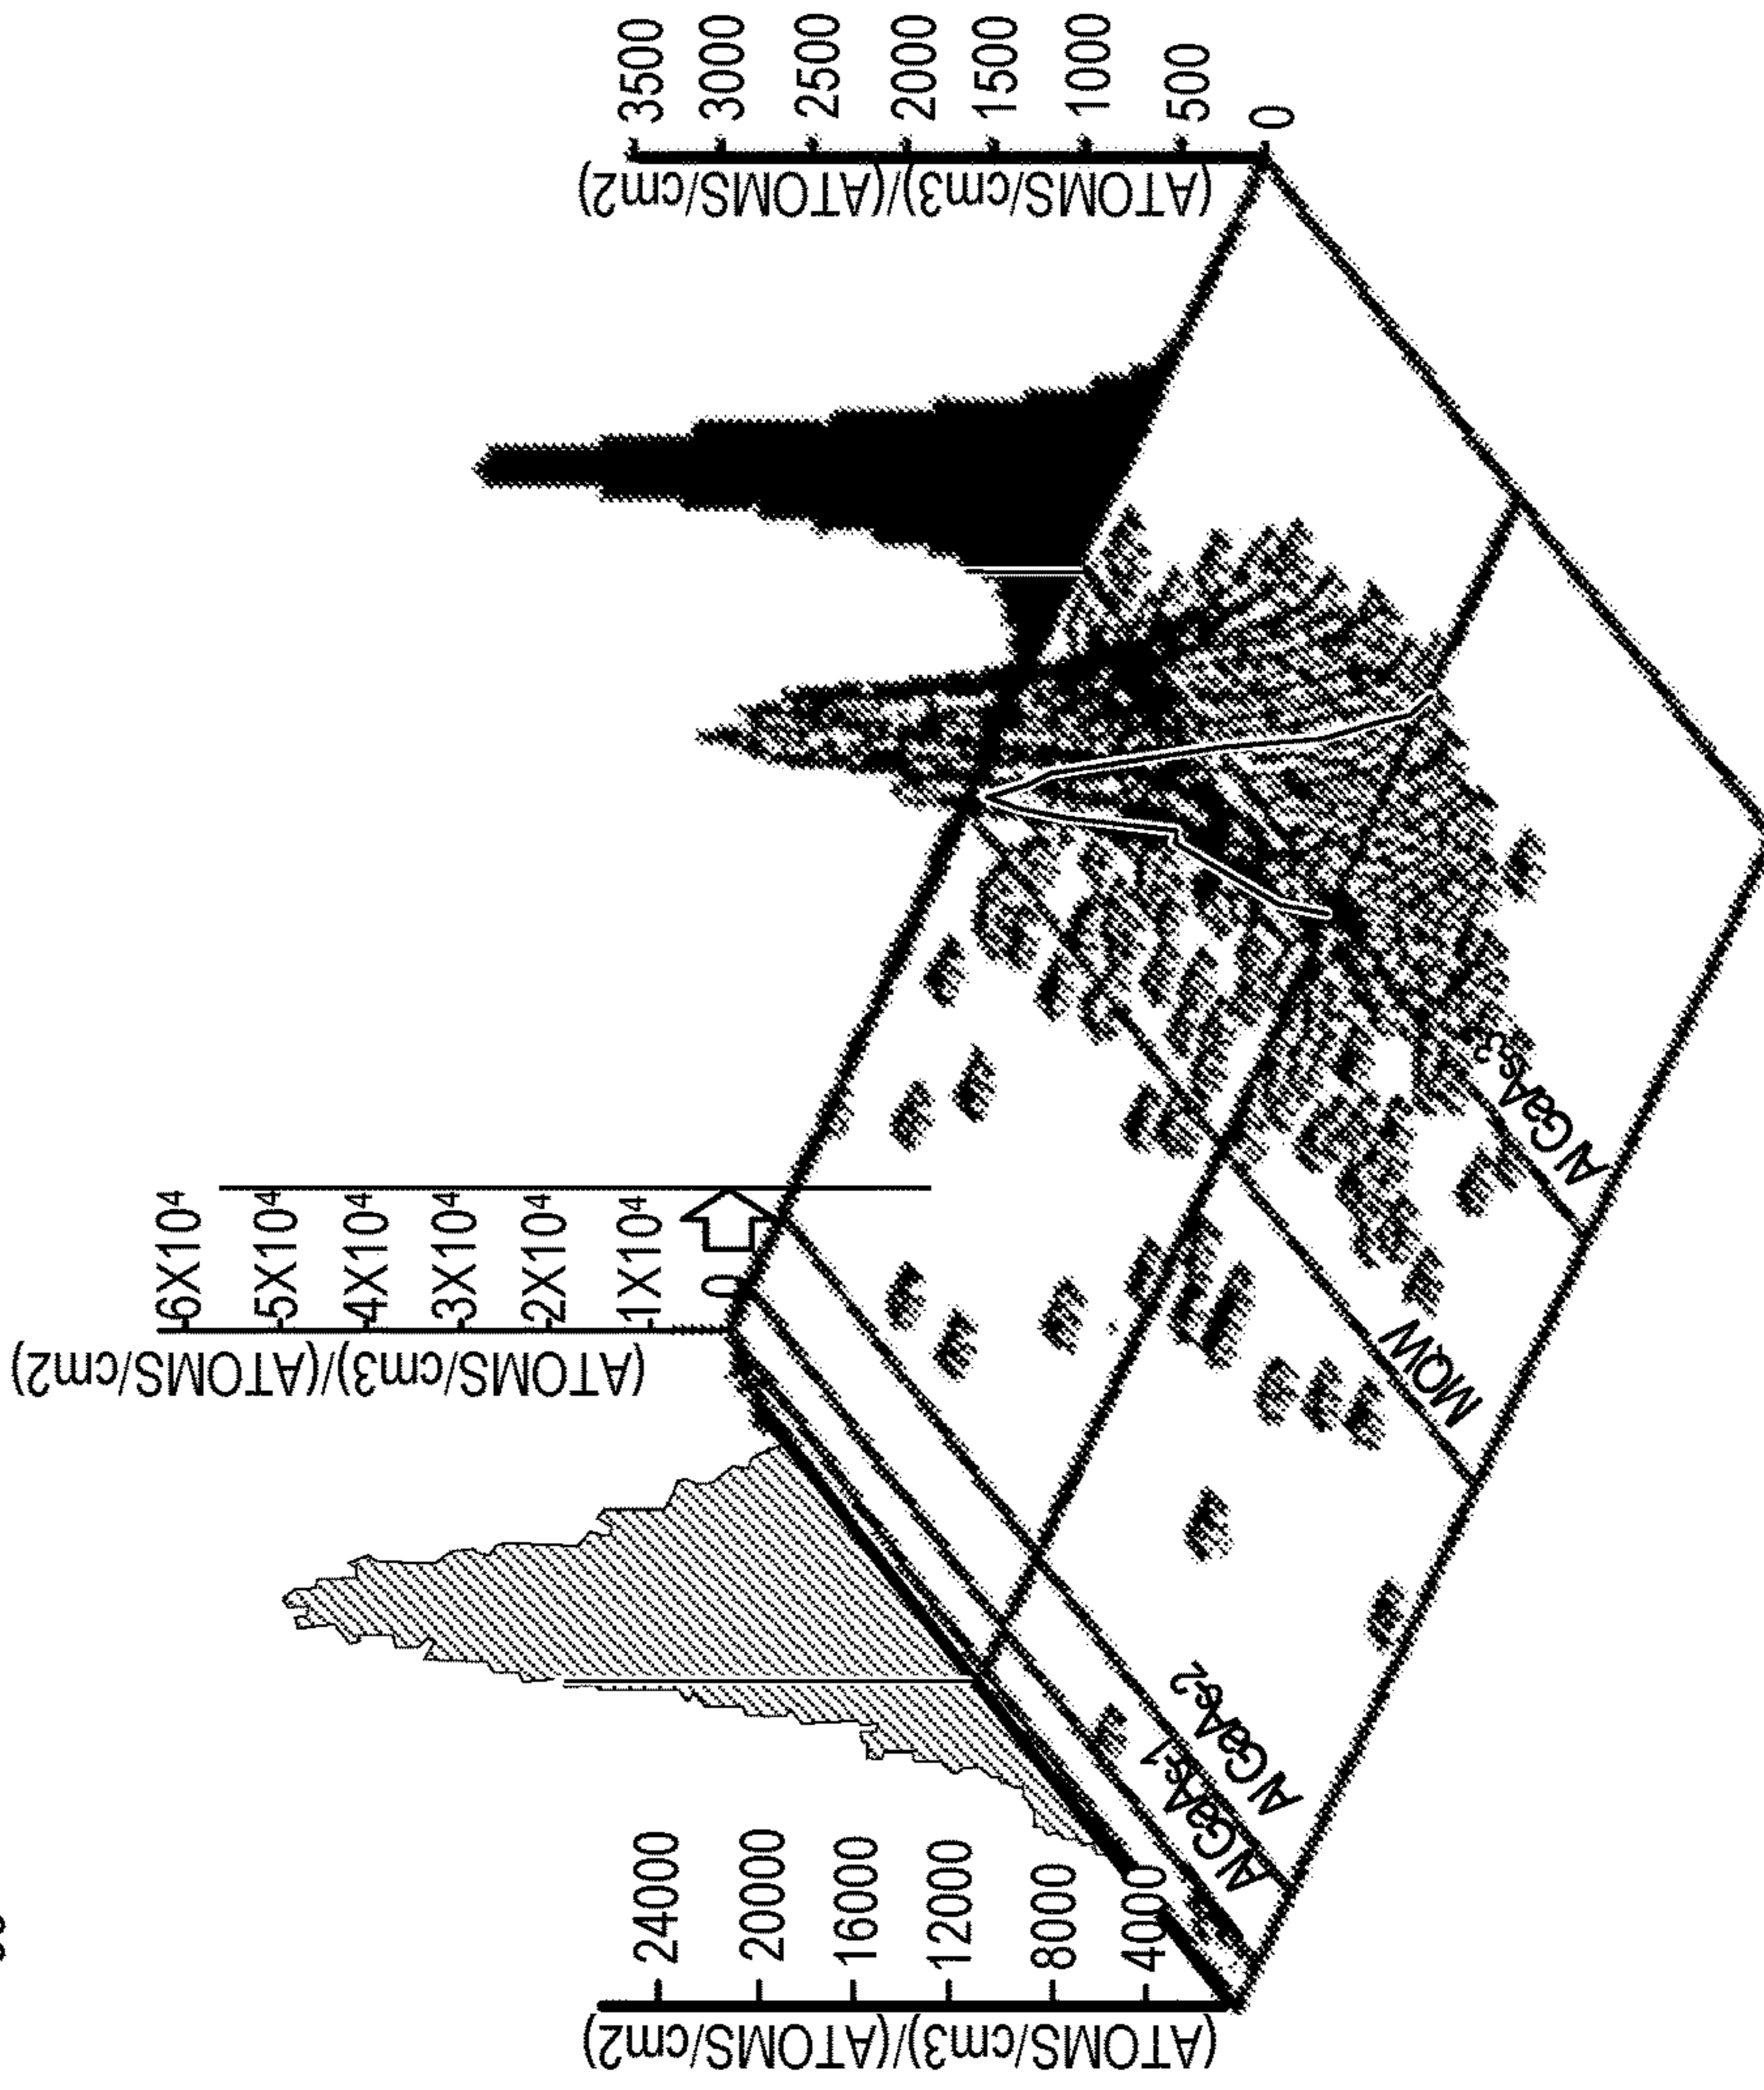 (ATOMS/cm3)/(ATOMS/cm2)
24000
20000
16000
12000
8000
4000
(ATOMS/cm3)/(ATOMS/cm2)
6X10⁴
5X10⁴
4X10⁴
3X10⁴
2X10⁴
1X10⁴
0
(ATOMS/cm3)/(ATOMS/cm2)
3500
3000
2500
2000
1500
1000
500
0
AlGaAs-1
AlGaAs-2
MQW
AlGaAs-3